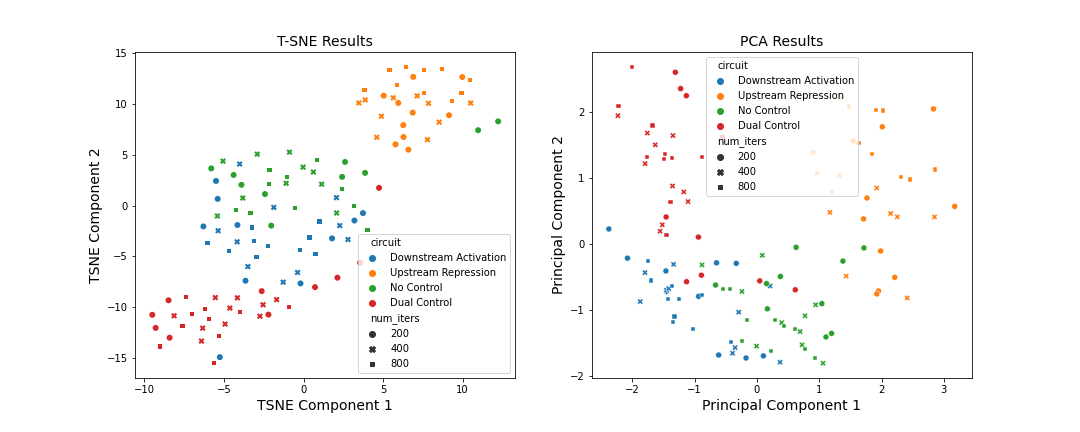 T-SNE Results
15
10
5
0
−5
−10
−15
TSNE Component 2
−10
−5
0
5
10
TSNE Component 1
circuit
Downstream Activation
Upstream Repression
No Control
Dual Control
num_iters
200
400
800
PCA Results
2
1
0
−1
−2
Principal Component 2
−2
−1
0
1
2
3
Principal Component 1
circuit
Downstream Activation
Upstream Repression
No Control
Dual Control
num_iters
200
400
800